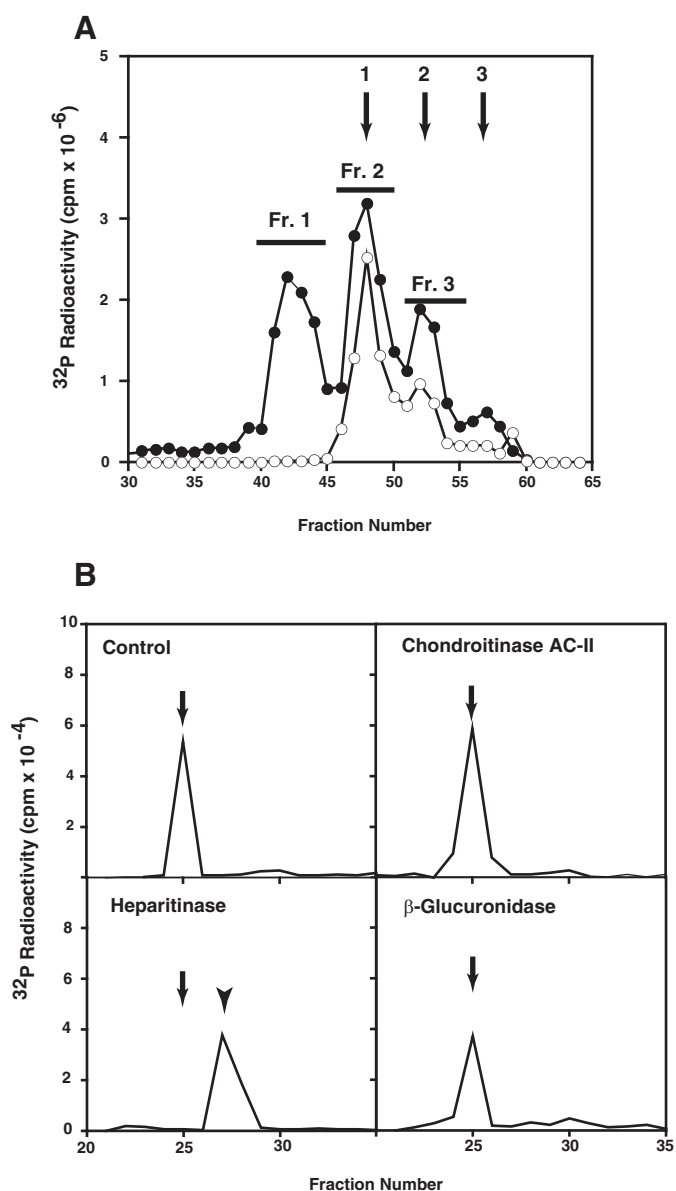 A
5
4
3
2
1
0
³²P Radioactivity (cpm x 10 -6)
1 2 3
Fr. 1
Fr. 2
Fr. 3
30 35 40 45 50 55 60 65
Fraction Number
B
10
8
6
4
2
8
6
4
2
0
³²P Radioactivity (cpm x 10 -4)
Control
Chondroitinase AC-II
Heparitinase
β-Glucuronidase
20 25 30 25 30 35
Fraction Number